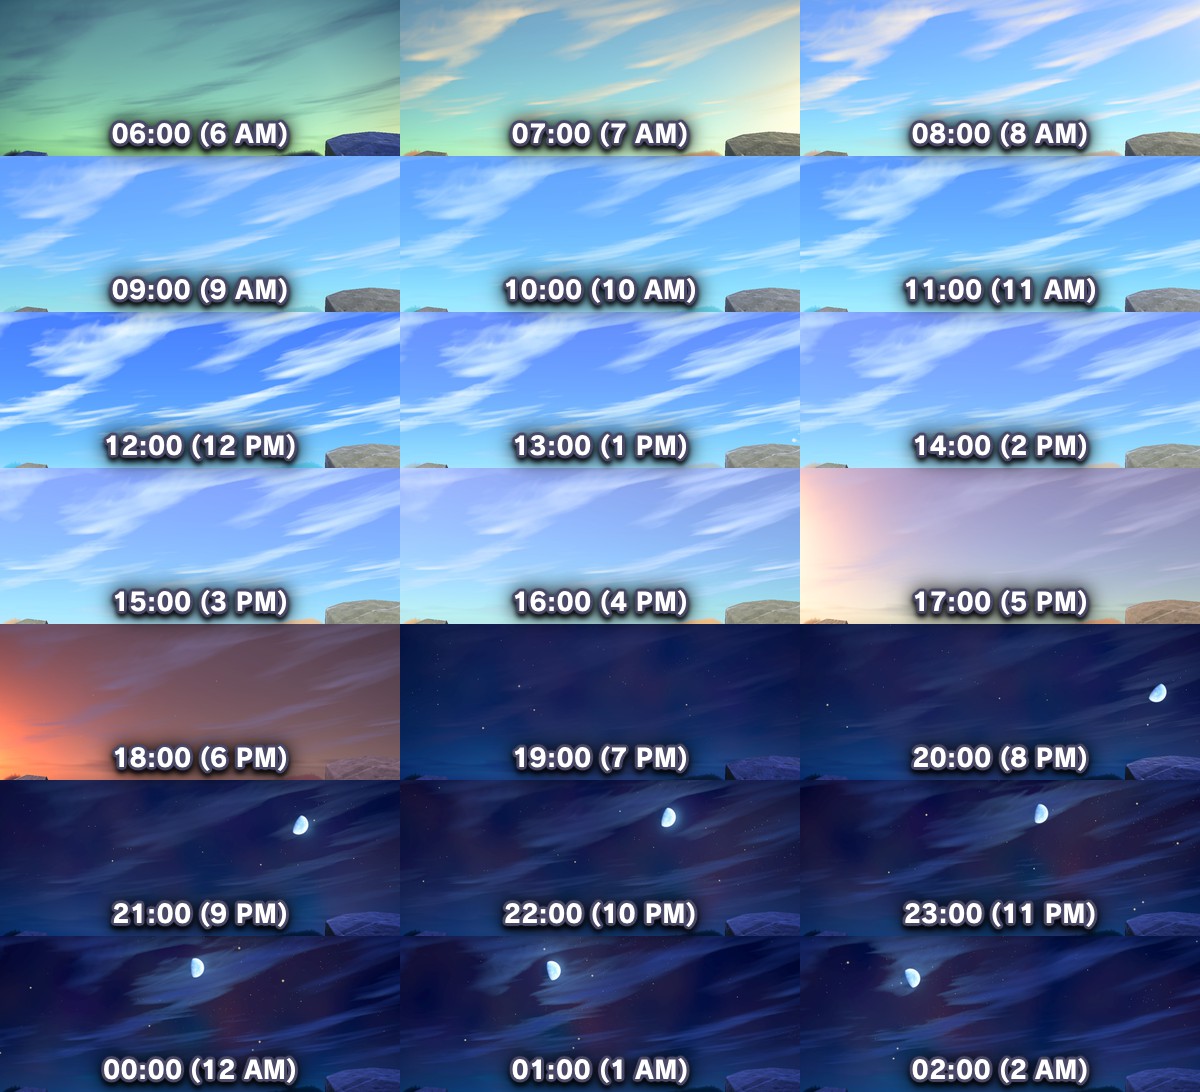 06:00 (6 AM)
07:00 (7 AM)
08:00 (8 AM)
09:00 (9 AM)
10:00 (10 AM)
11:00 (11 AM)
12:00 (12 PM)
13:00 (1 PM)
14:00 (2 PM)
15:00 (3 PM)
16:00 (4 PM)
17:00 (5 PM)
18:00 (6 PM)
19:00 (7 PM)
20:00 (8 PM)
21:00 (9 PM)
22:00 (10 PM)
23:00 (11 PM)
00:00 (12 AM)
01:00 (1 AM)
02:00 (2 AM)